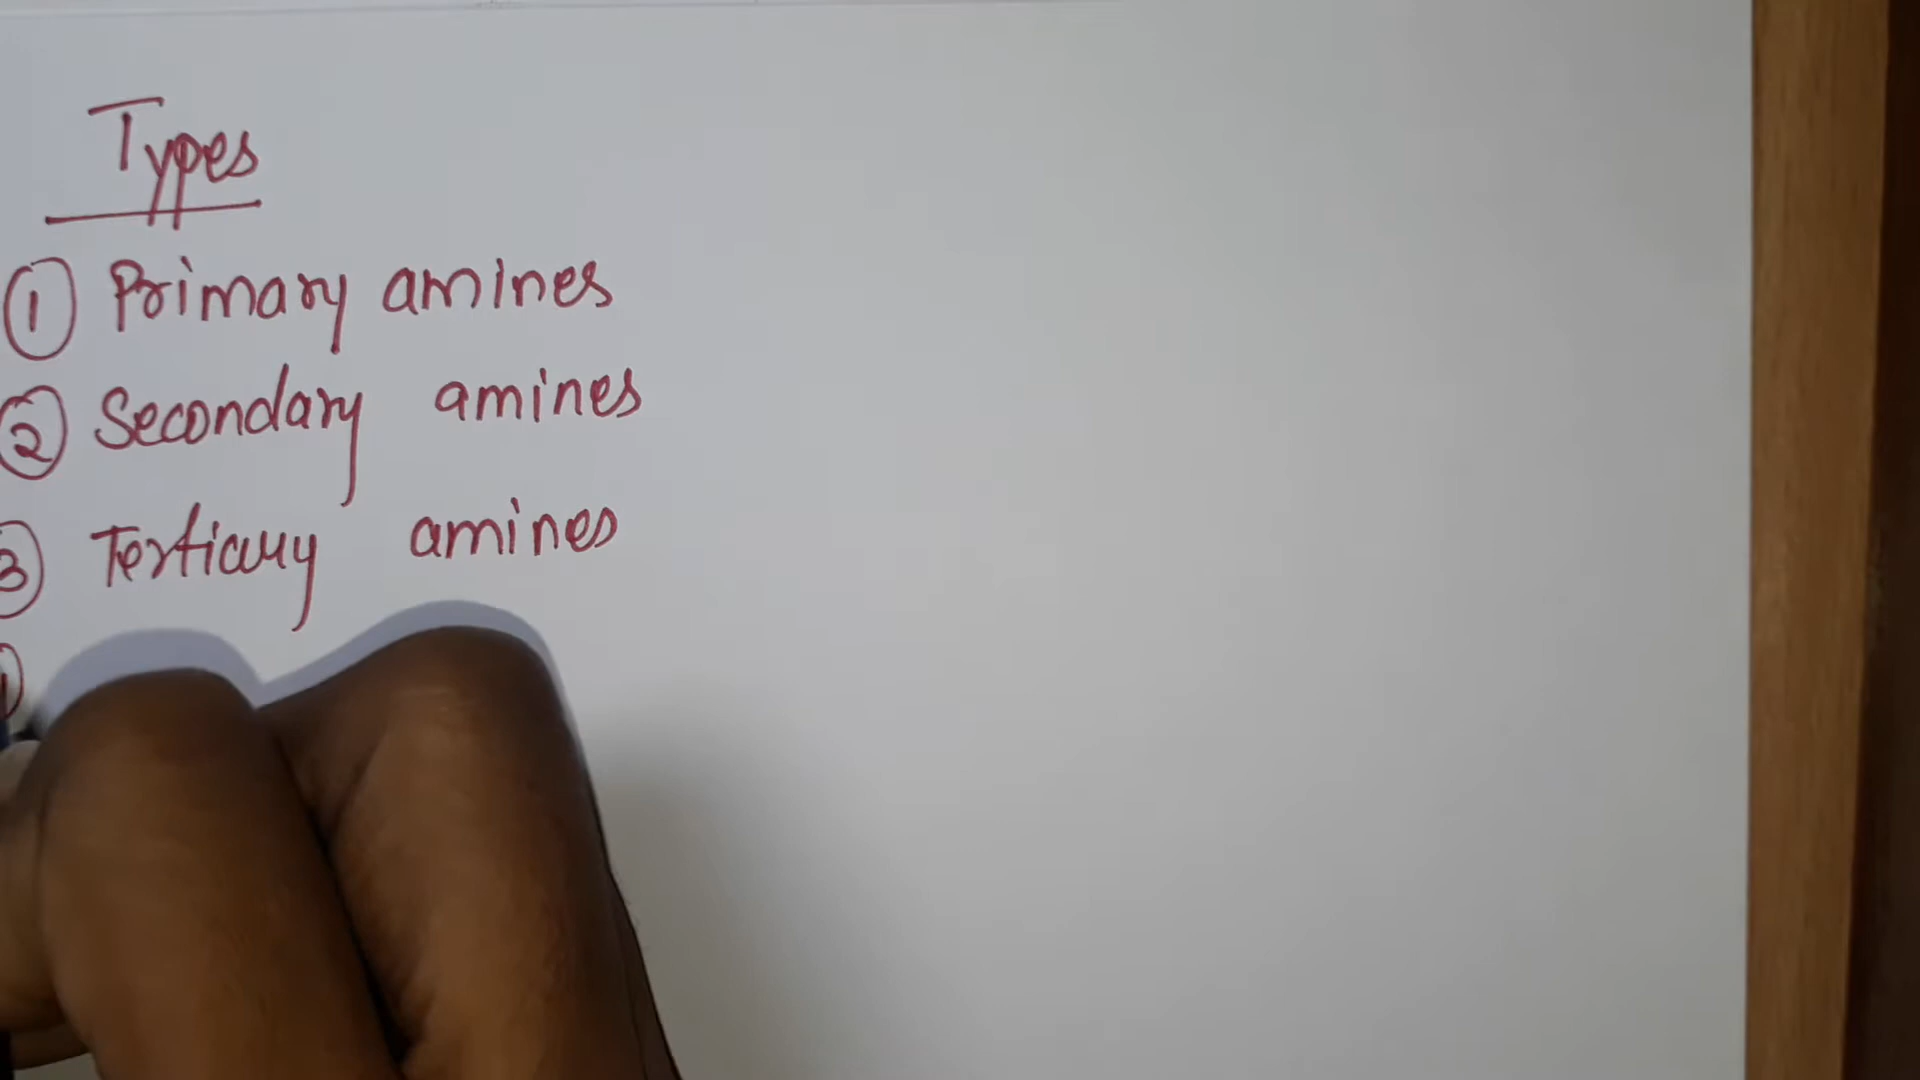 Types
① Primary amines
② Secondary amines
③ Tertiary amines